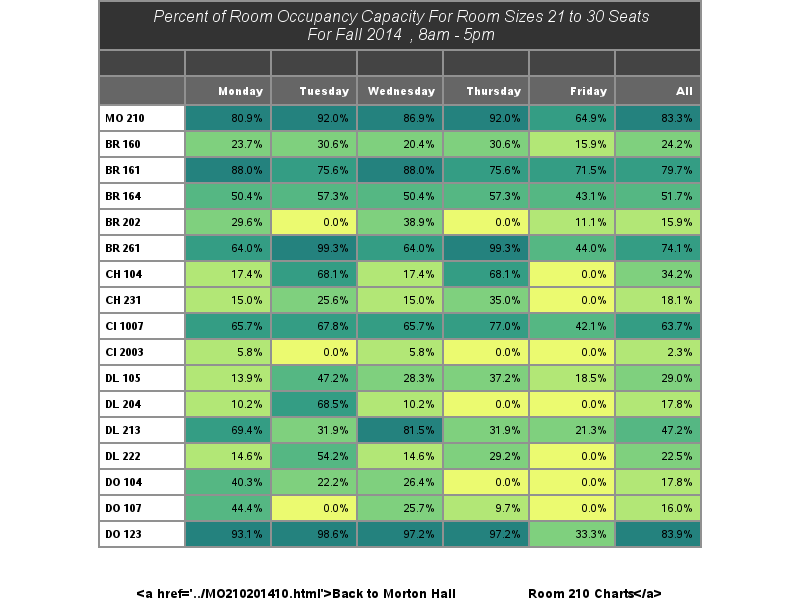 Percent of Room Occupancy Capacity For Room Sizes 21 to 30 Seats
For Fall 2014 , 8am - 5pm
Monday Tuesday Wednesday Thursday Friday All
MO 210 80.9% 92.0% 86.9% 92.0% 64.9% 83.3%
BR 160 23.7% 30.6% 20.4% 30.6% 15.9% 24.2%
BR 161 88.0% 75.6% 88.0% 75.6% 71.5% 79.7%
BR 164 50.4% 57.3% 50.4% 57.3% 43.1% 51.7%
BR 202 29.6% 0.0% 38.9% 0.0% 11.1% 15.9%
BR 261 64.0% 99.3% 64.0% 99.3% 44.0% 74.1%
CH 104 17.4% 68.1% 17.4% 68.1% 0.0% 34.2%
CH 231 15.0% 25.6% 15.0% 35.0% 0.0% 18.1%
CI 1007 65.7% 67.8% 65.7% 77.0% 42.1% 63.7%
CI 2003 5.8% 0.0% 5.8% 0.0% 0.0% 2.3%
DL 105 13.9% 47.2% 28.3% 37.2% 18.5% 29.0%
DL 204 10.2% 68.5% 10.2% 0.0% 0.0% 17.8%
DL 213 69.4% 31.9% 81.5% 31.9% 21.3% 47.2%
DL 222 14.6% 54.2% 14.6% 29.2% 0.0% 22.5%
DO 104 40.3% 22.2% 26.4% 0.0% 0.0% 17.8%
DO 107 44.4% 0.0% 25.7% 9.7% 0.0% 16.0%
DO 123 93.1% 98.6% 97.2% 97.2% 33.3% 83.9%
<a href='../MO210201410.html'>Back to Morton Hall Room 210 Charts</a>